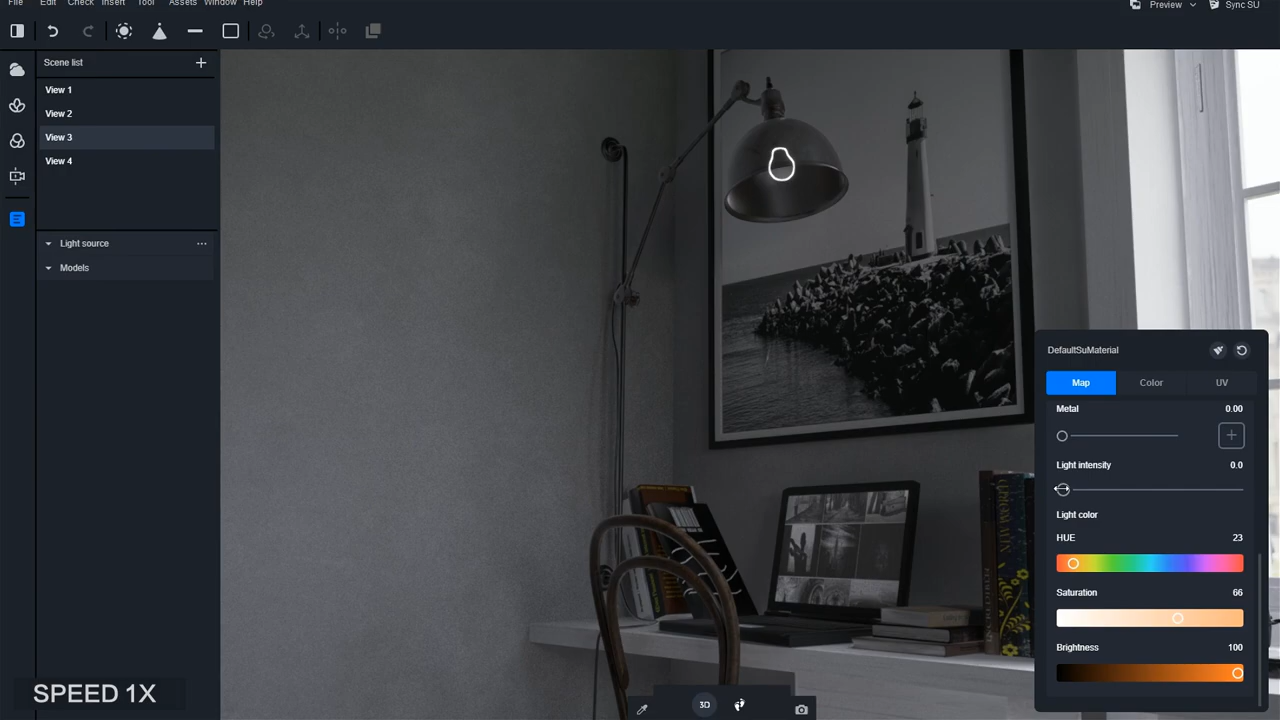 File Edit Check Insert Tool Assets Window Help Preview Sync SU
Scene list
View 1
View 2
View 3
View 4
Light source
Models
DefaultSuMaterial
Map Color UV
Metal 0.00
Light intensity 0.0
Light color
HUE 23
Saturation 66
Brightness 100
SPEED 1X
3D